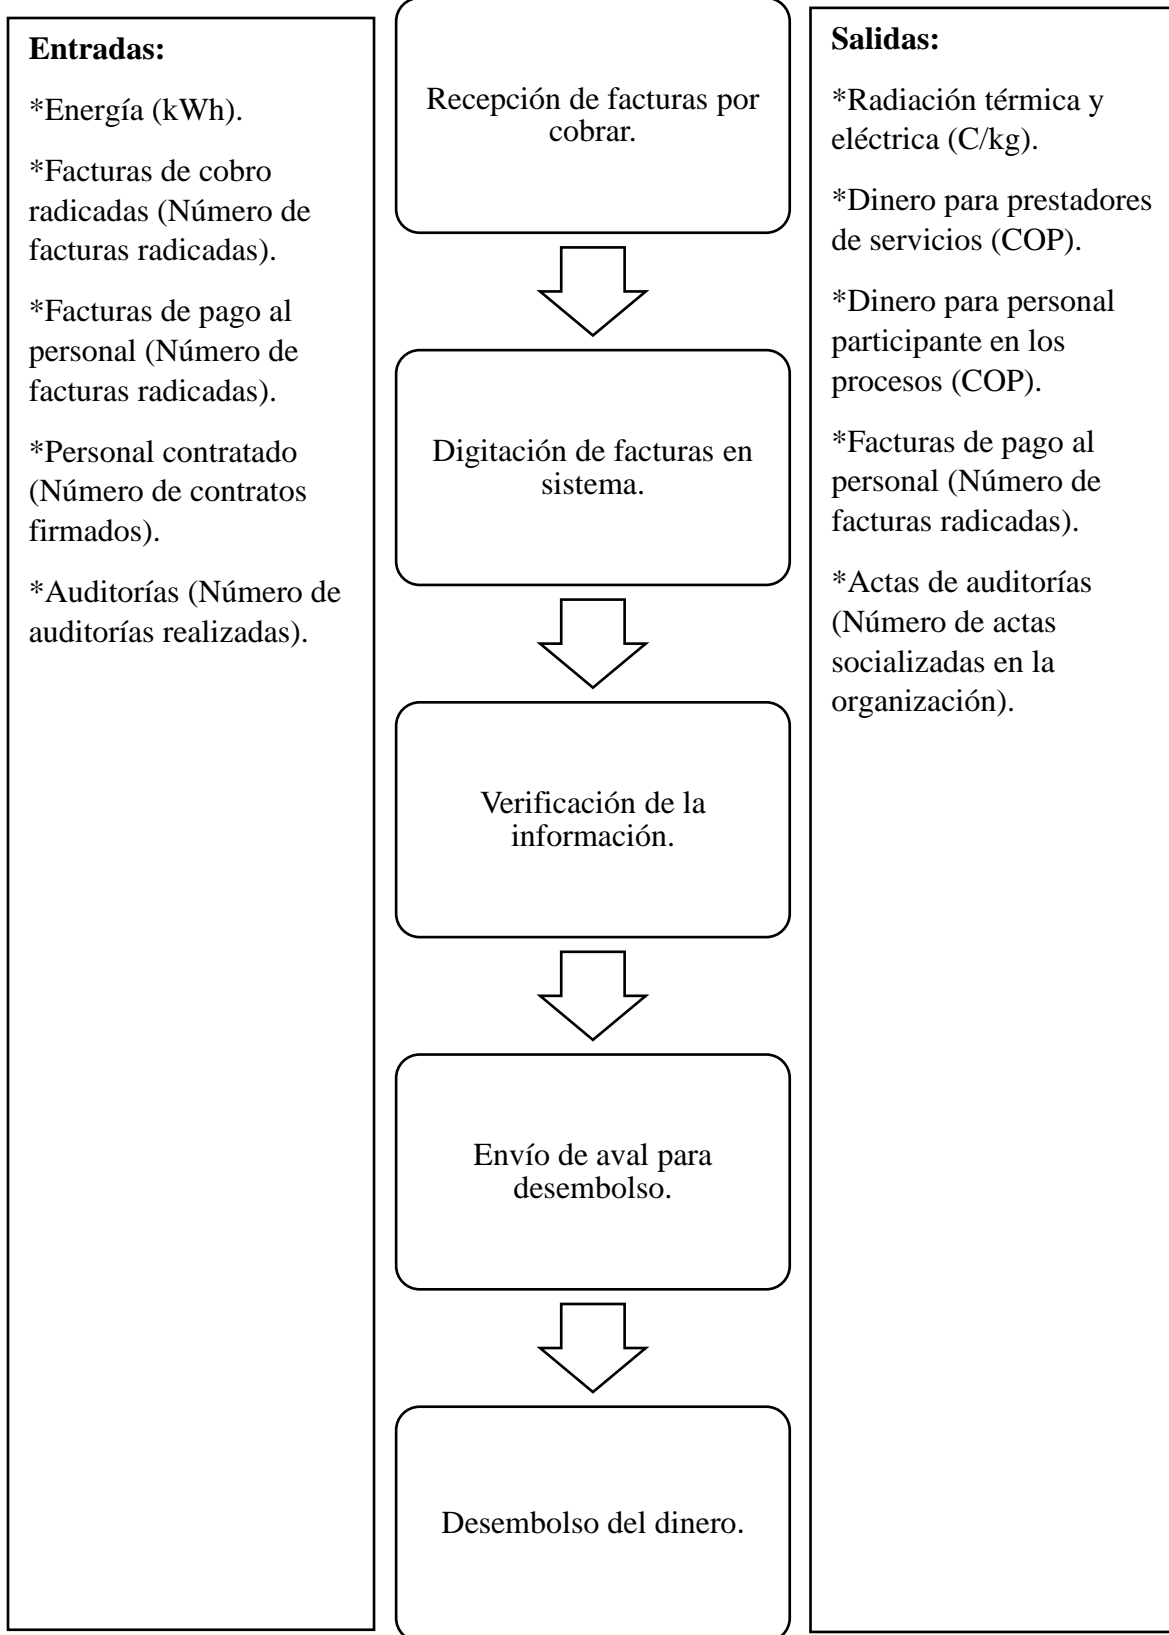 Entradas:
*Energía (kWh).
*Facturas de cobro
radicadas (Número de
facturas radicadas).
*Facturas de pago al
personal (Número de
facturas radicadas).
*Personal contratado
(Número de contratos
firmados).
*Auditorías (Número de
auditorías realizadas).
Recepción de facturas por
cobrar.
Digitación de facturas en
sistema.
Verificación de la
información.
Envío de aval para
desembolso.
Desembolso del dinero.
Salidas:
*Radiación térmica y
eléctrica (C/kg).
*Dinero para prestadores
de servicios (COP).
*Dinero para personal
participante en los
procesos (COP).
*Facturas de pago al
personal (Número de
facturas radicadas).
*Actas de auditorías
(Número de actas
socializadas en la
organización).